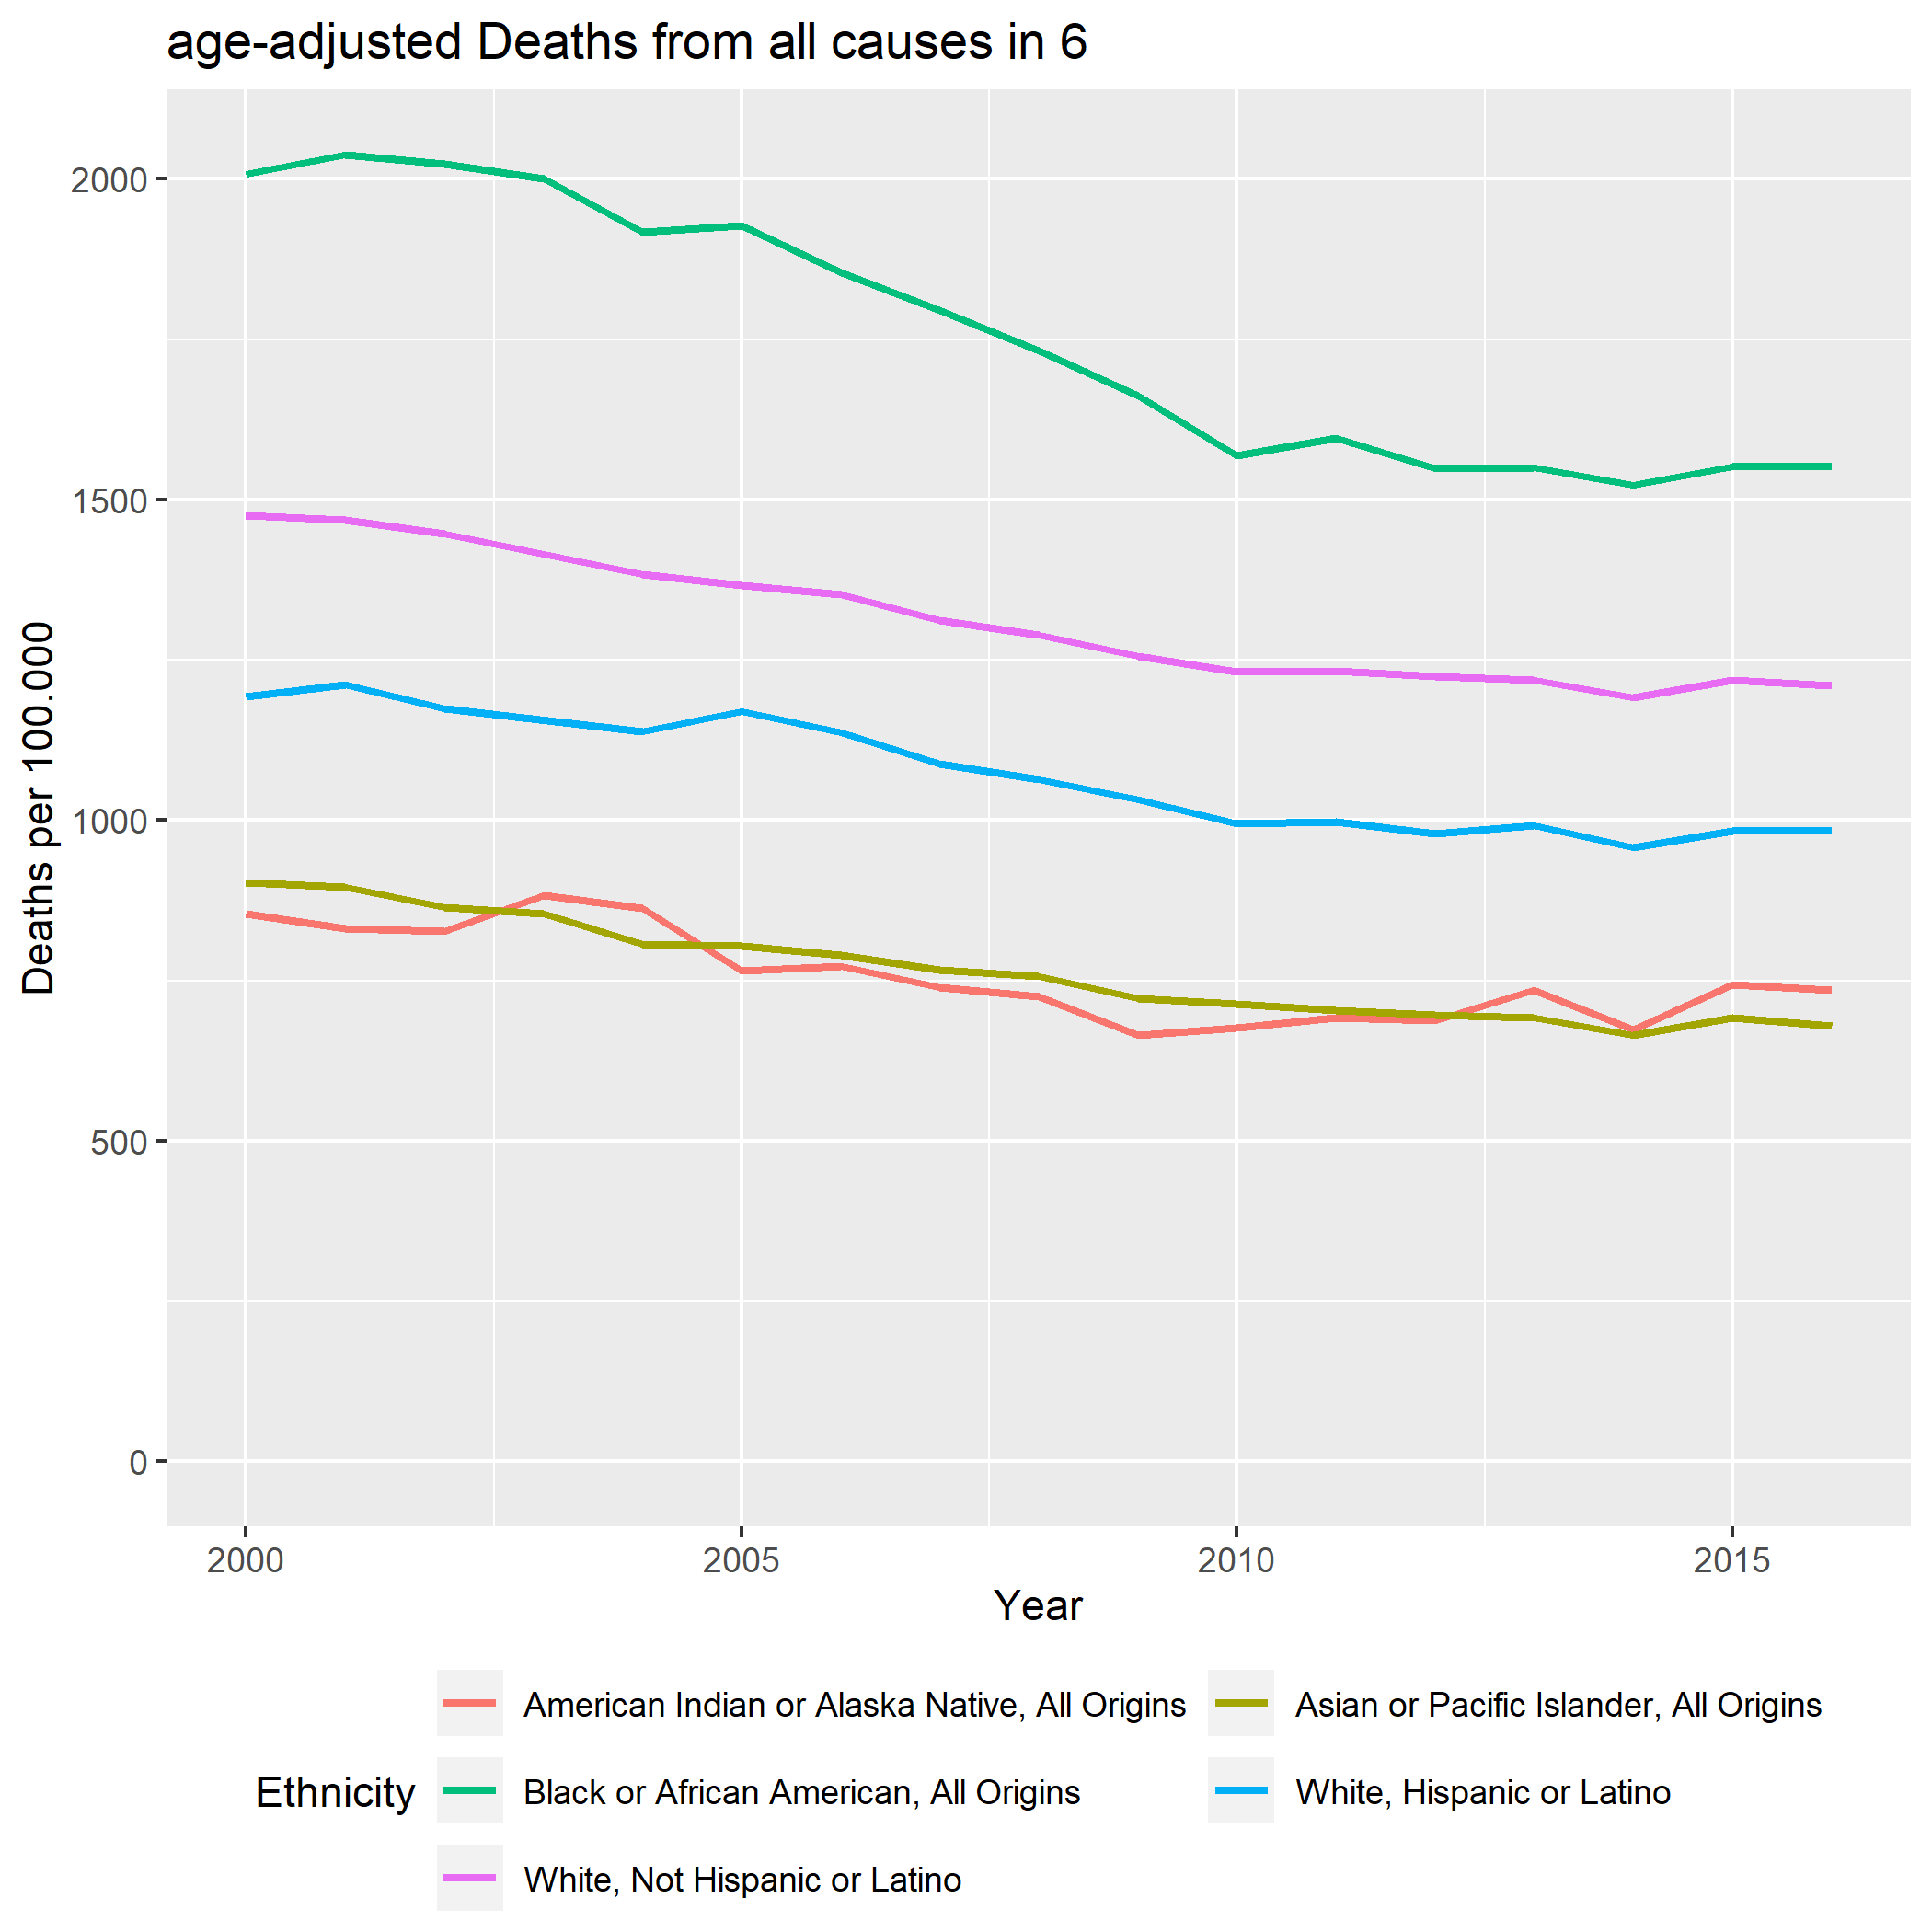 age-adjusted Deaths from all causes in 6
Deaths per 100.000
2000
1500
1000
500
0
2000 2005 2010 2015
Year
Ethnicity
American Indian or Alaska Native, All Origins
Asian or Pacific Islander, All Origins
Black or African American, All Origins
White, Hispanic or Latino
White, Not Hispanic or Latino